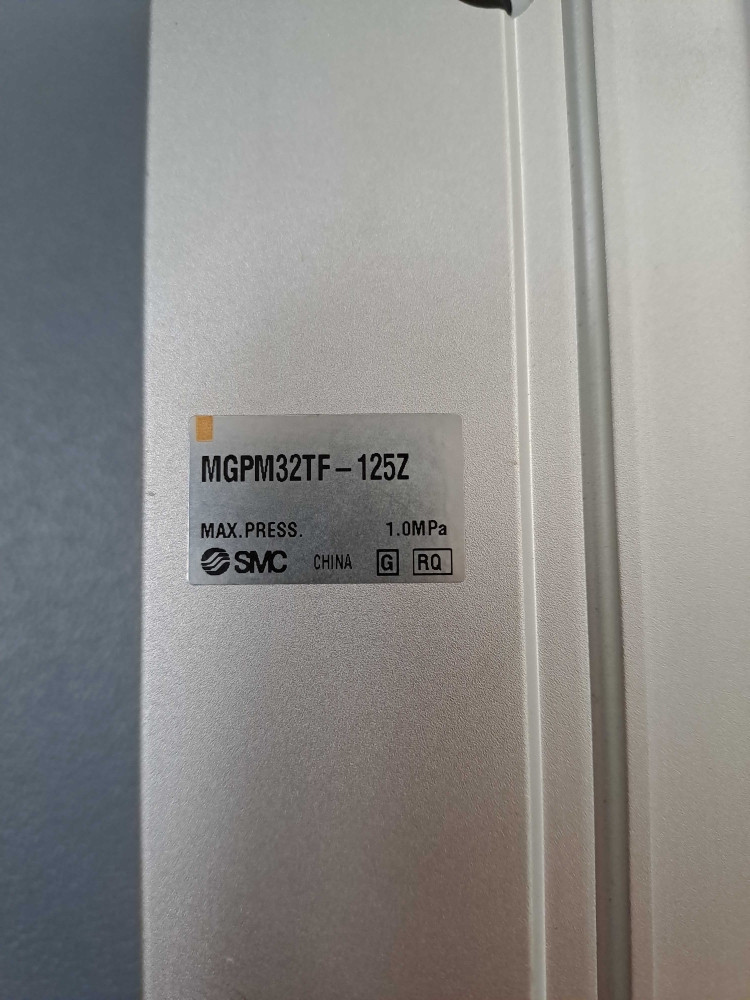 MGPM32TF-125Z
MAX.PRESS. 1.0MPa
SMC CHINA G RQ